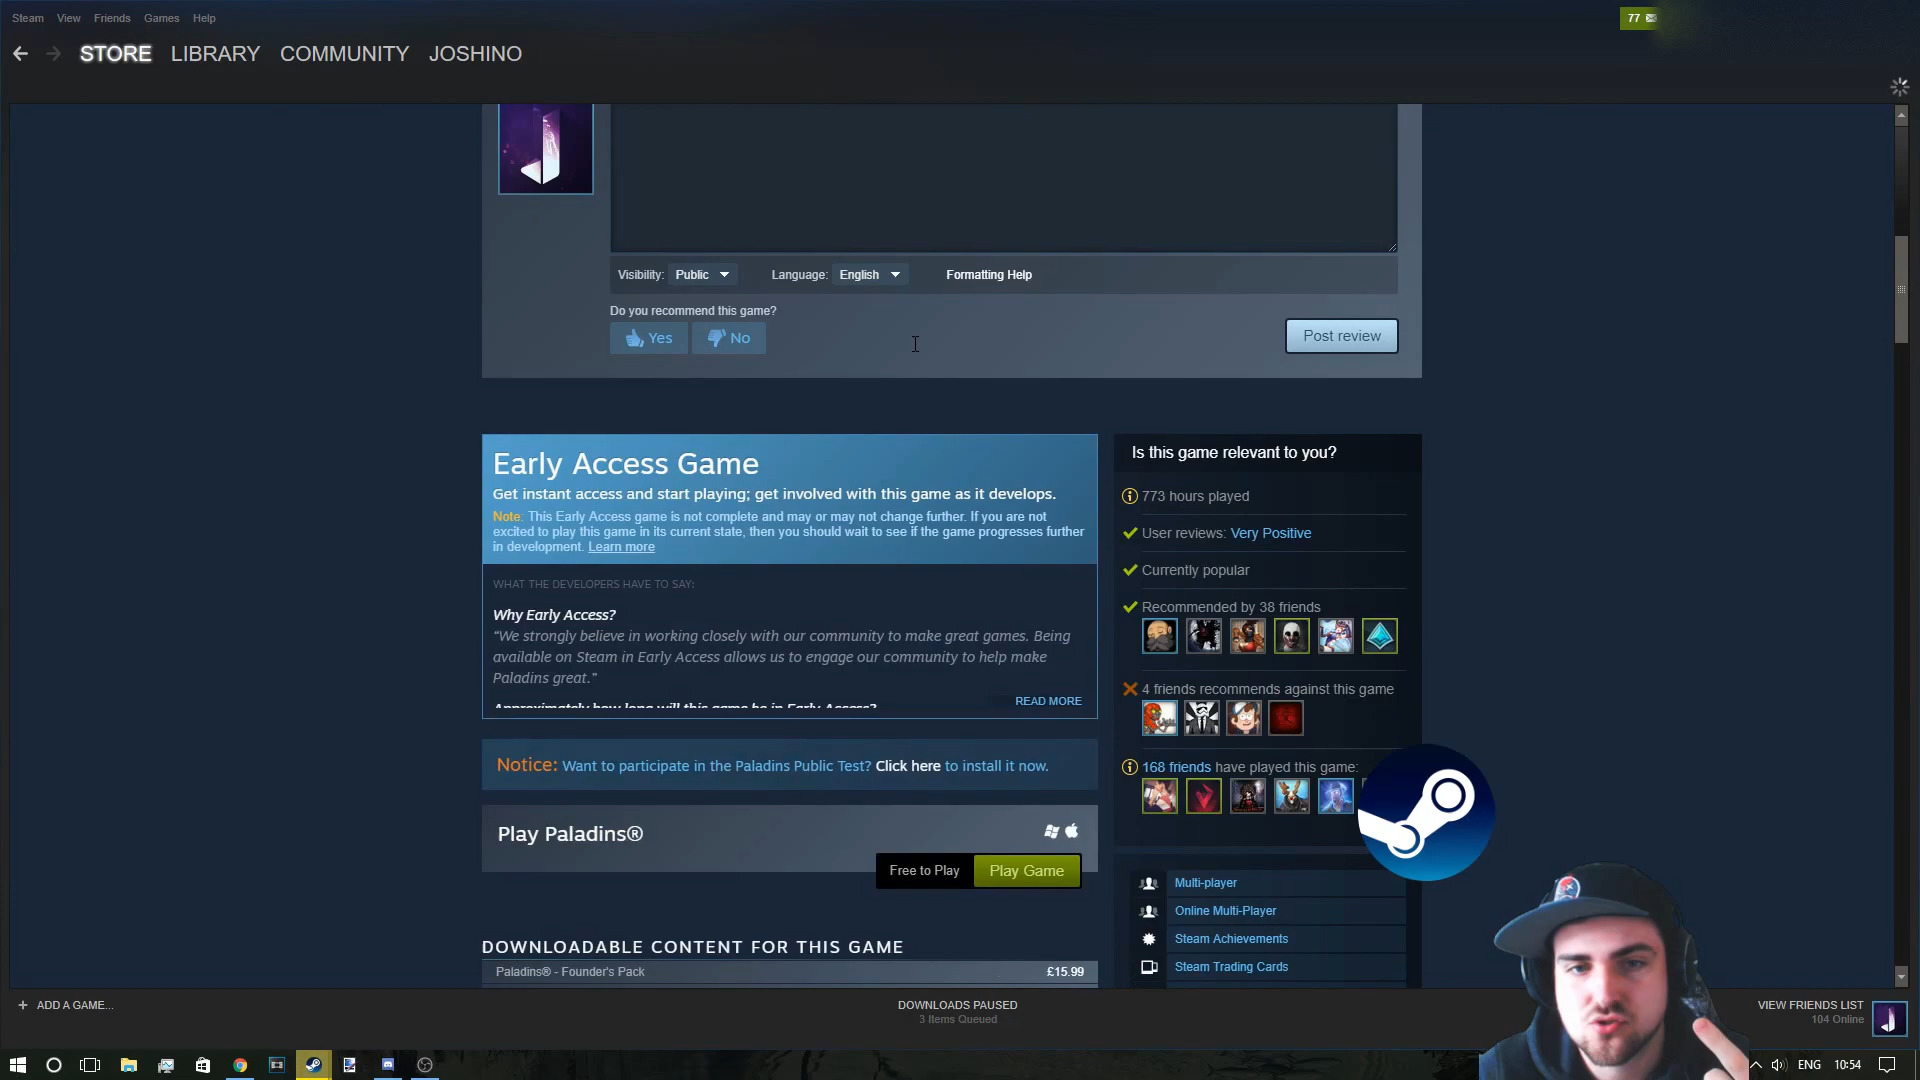 Steam View Friends Games Help
77
STORE LIBRARY COMMUNITY JOSHINO
Visibility: Public Language: English Formatting Help
Do you recommend this game?
Yes No
Post review
Early Access Game
Get instant access and start playing; get involved with this game as it develops.
Note: This Early Access game is not complete and may or may not change further. If you are not
excited to play this game in its current state, then you should wait to see if the game progresses further
in development. Learn more
WHAT THE DEVELOPERS HAVE TO SAY:
Why Early Access?
“We strongly believe in working closely with our community to make great games. Being
available on Steam in Early Access allows us to engage our community to help make
Paladins great.”
Approximately how long will this game be in Early Access?
READ MORE
Notice: Want to participate in the Paladins Public Test? Click here to install it now.
Play Paladins®
Free to Play Play Game
DOWNLOADABLE CONTENT FOR THIS GAME
Paladins® - Founder's Pack £15.99
Is this game relevant to you?
773 hours played
User reviews: Very Positive
Currently popular
Recommended by 38 friends
4 friends recommends against this game
168 friends have played this game:
Multi-player
Online Multi-Player
Steam Achievements
Steam Trading Cards
+ ADD A GAME...
DOWNLOADS PAUSED
3 Items Queued
VIEW FRIENDS LIST
104 Online
ENG 10:54